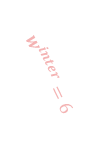 winter = 6